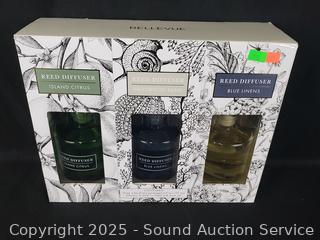 BELLEVUE
REED DIFFUSER
ISLAND CITRUS
REED DIFFUSER
REED DIFFUSER
BLUE LINENS
REED DIFFUSER
ISLAND CITRUS
REED DIFFUSER
BLUE LINENS
Copyright 2025 - Sound Auction Service